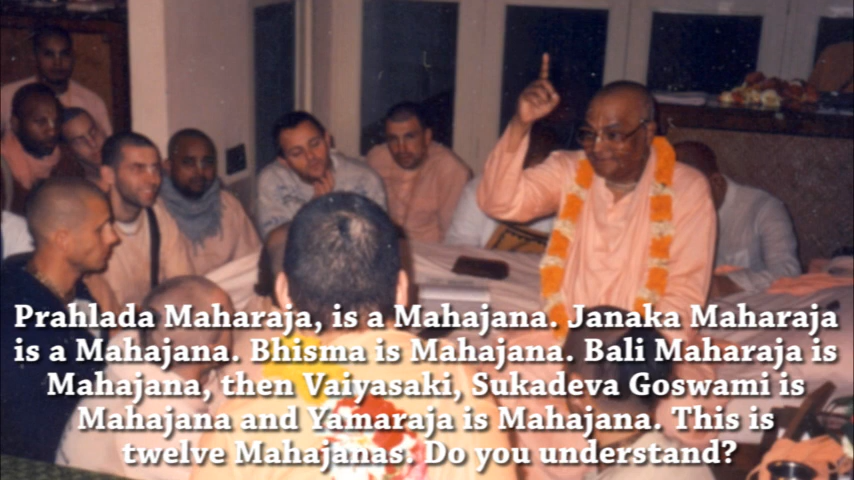 Prahlada Maharaja, is a Mahajana. Janaka Maharaja
is a Mahajana. Bhisma is Mahajana. Bali Maharaja is
Mahajana, then Vaiyasaki, Sukadeva Goswami is
Mahajana and Yamaraja is Mahajana. This is
twelve Mahajanas. Do you understand?